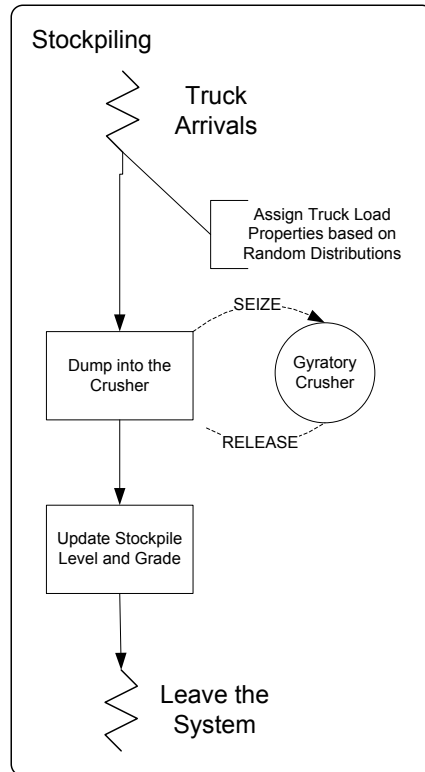 Stockpiling
Truck
Arrivals
Assign Truck Load
Properties based on
Random Distributions
SEIZE
Dump into the
Crusher
Gyratory
Crusher
RELEASE
Update Stockpile
Level and Grade
Leave the
System